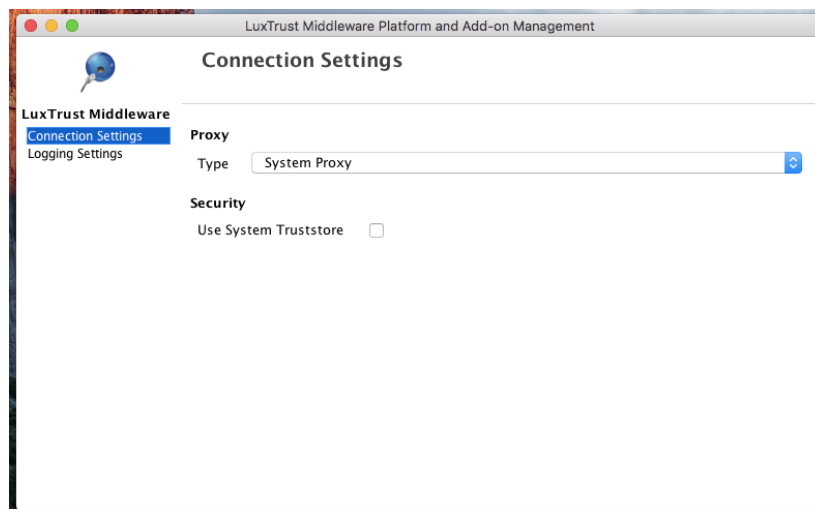 LuxTrust Middleware Platform and Add-on Management
Connection Settings
LuxTrust Middleware
Connection Settings
Logging Settings
Proxy
Type System Proxy
Security
Use System Truststore